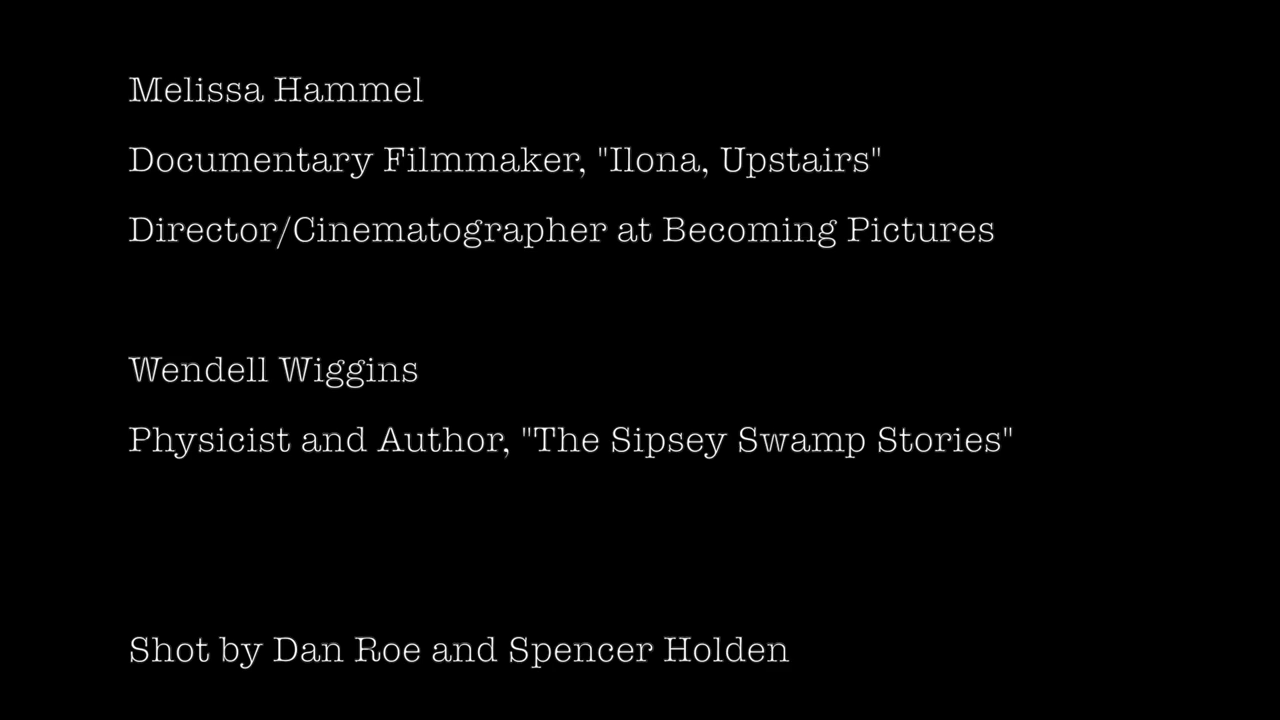 Melissa Hammel
Documentary Filmmaker, "Ilona, Upstairs"
Director/Cinematographer at Becoming Pictures
Wendell Wiggins
Physicist and Author, "The Sipsey Swamp Stories"
Shot by Dan Roe and Spencer Holden